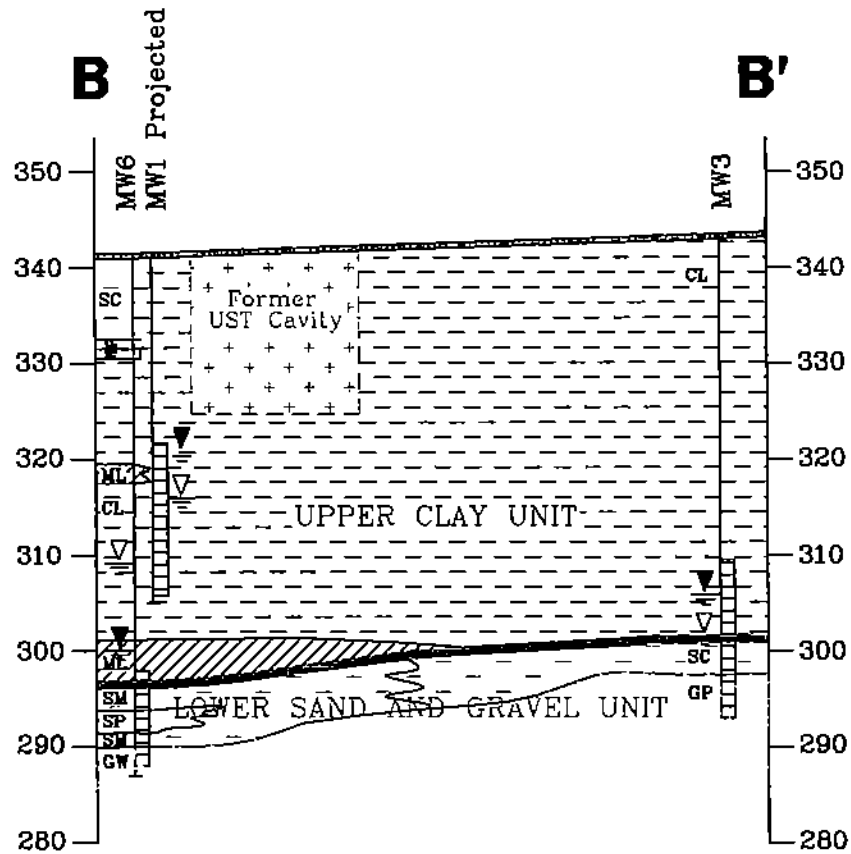 B
B'
MW6
MW1 Projected
MW3
350
350
340
340
330
330
320
320
310
310
300
300
290
290
280
280
SC
Former
UST Cavity
CL
ML
CL
UPPER CLAY UNIT
ML
SM
SP
SM
GW
SC
GP
LOWER SAND AND GRAVEL UNIT